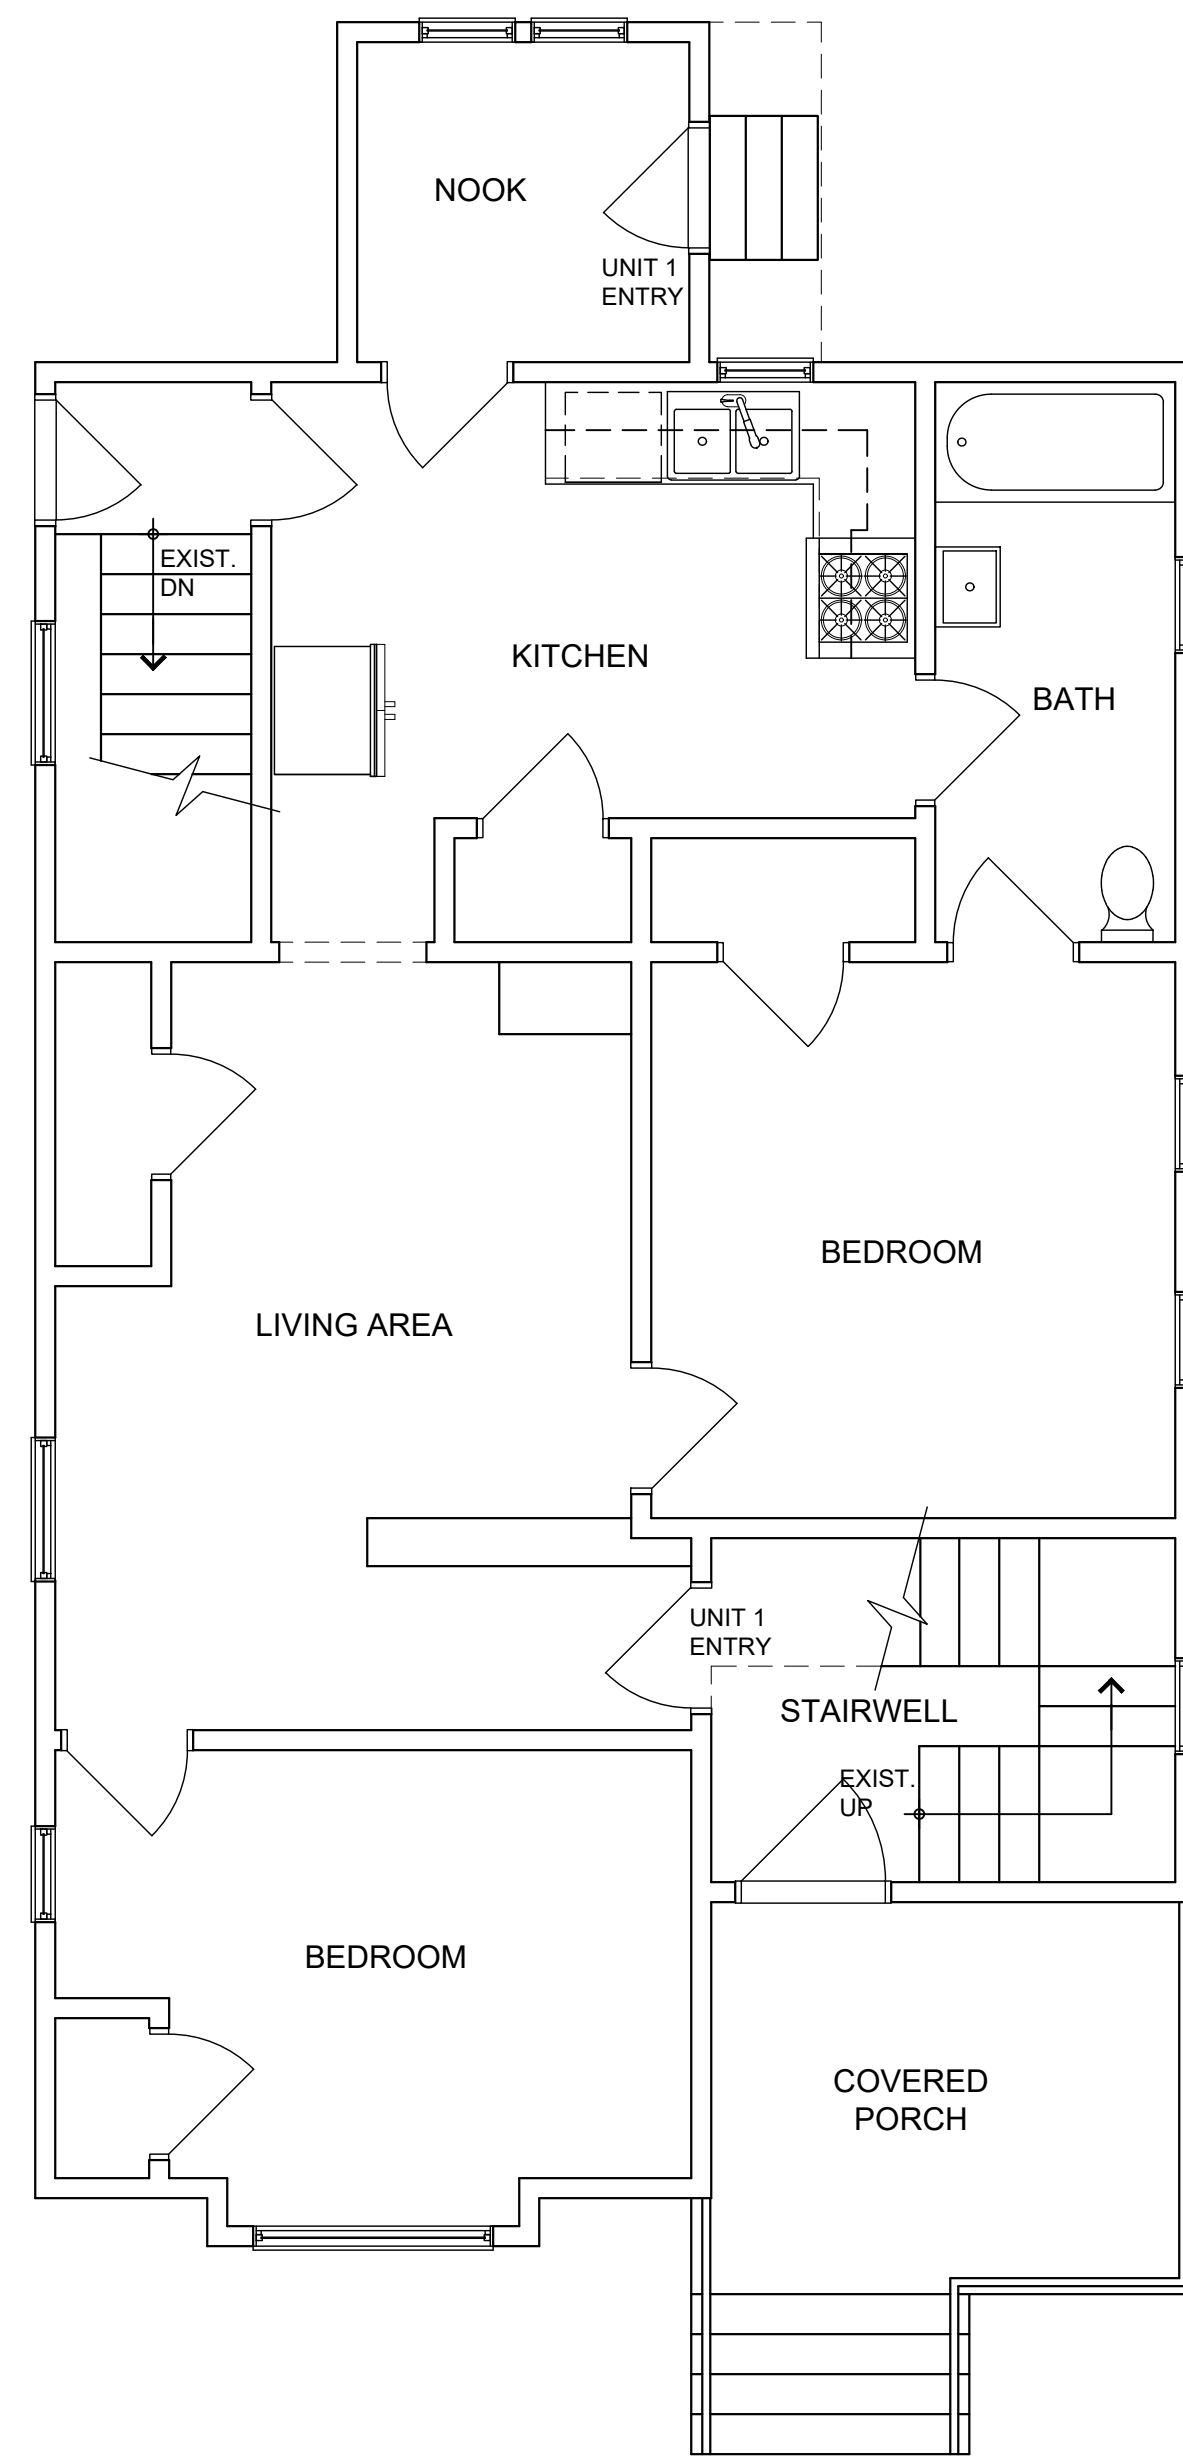 NOOK
UNIT 1
ENTRY
EXIST.
DN
KITCHEN
BATH
BEDROOM
LIVING AREA
UNIT 1
ENTRY
STAIRWELL
EXIST.
UP
BEDROOM
COVERED
PORCH